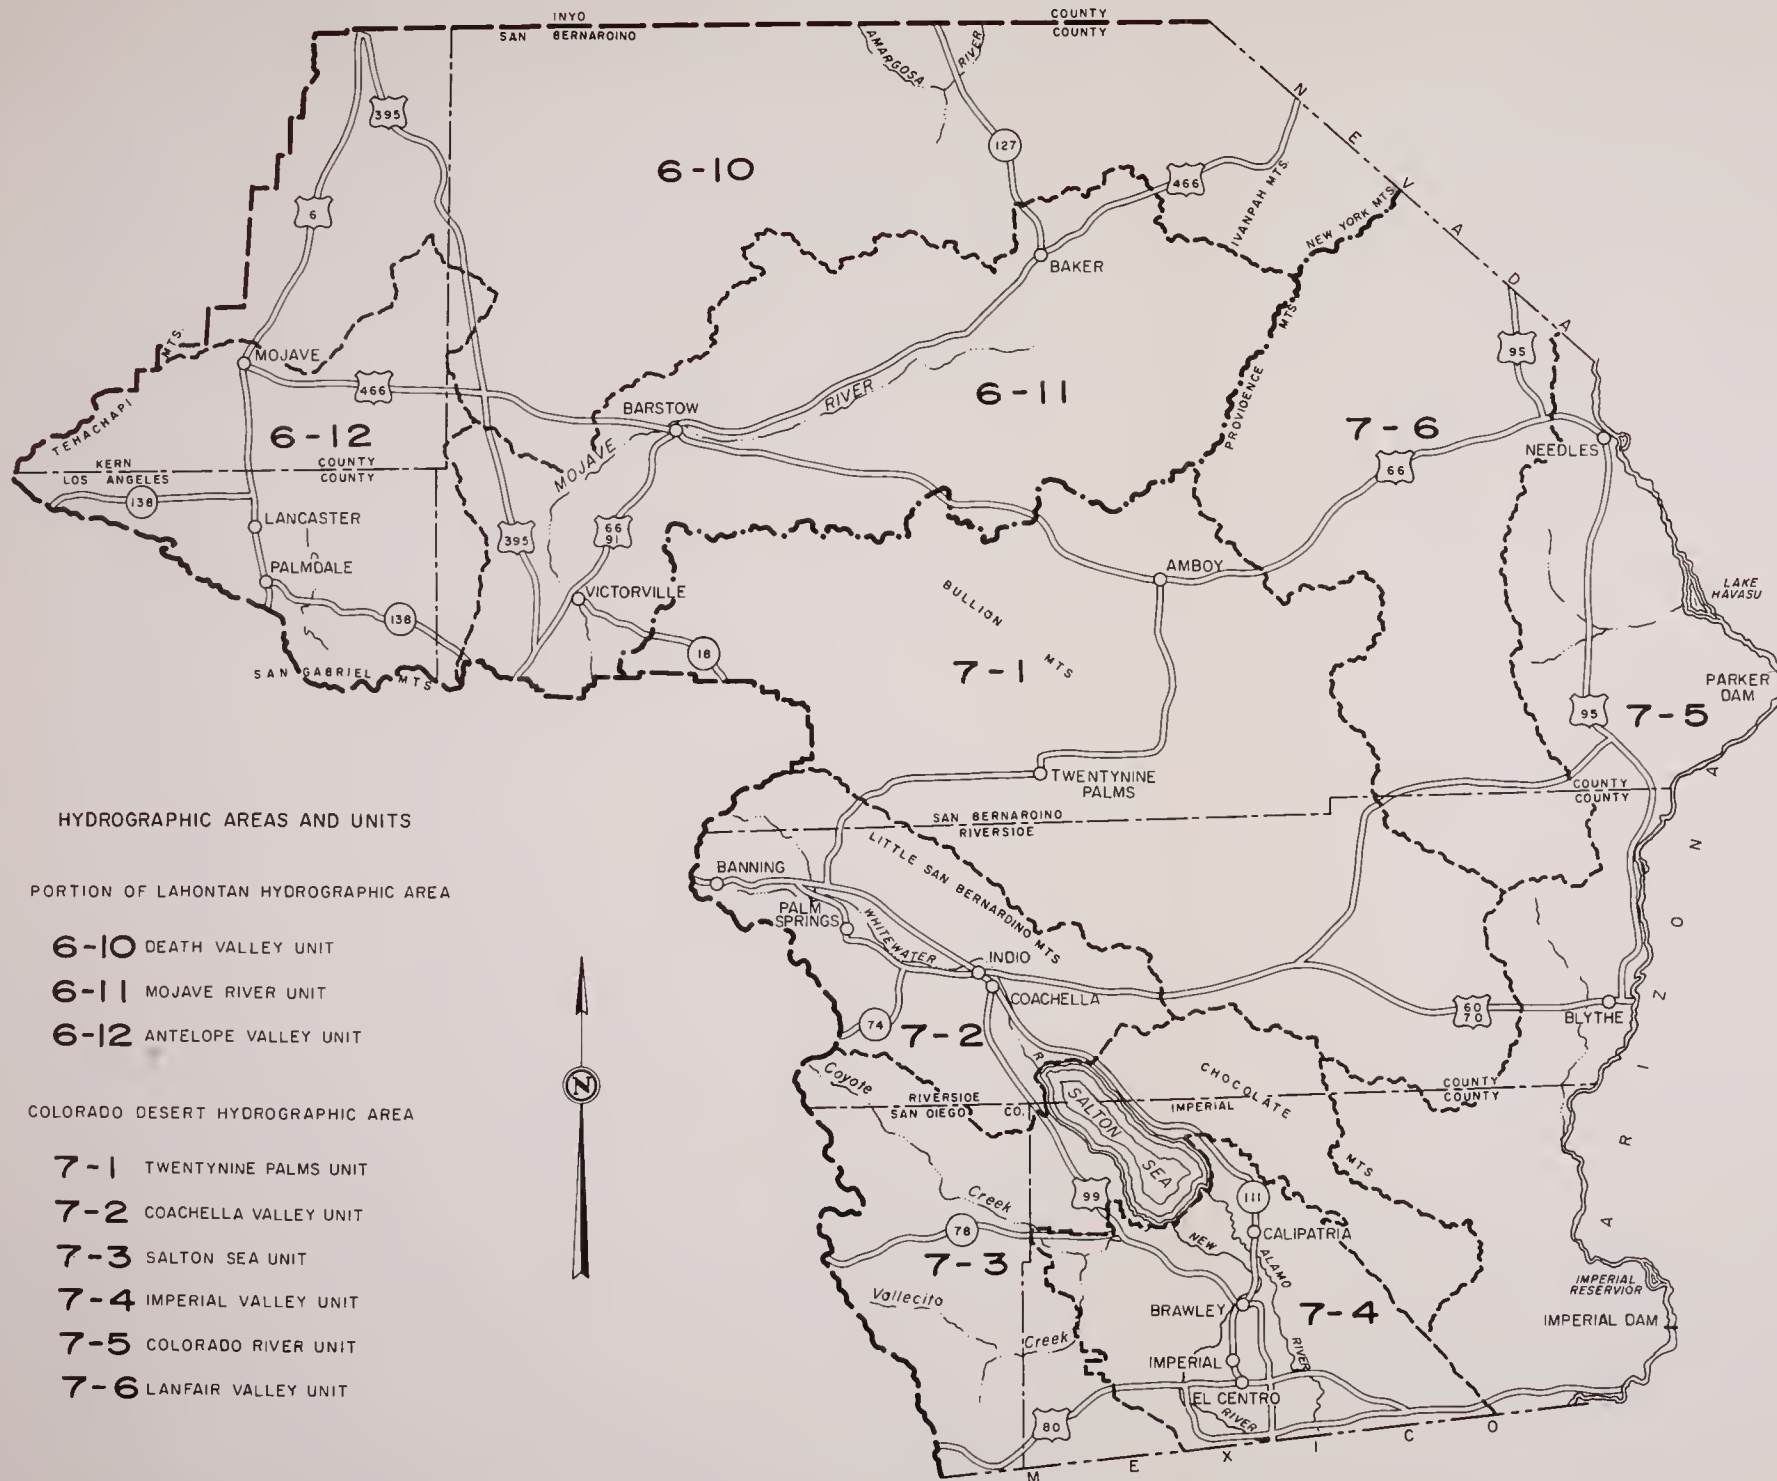 INYO COUNTY
SAN BERNARDINO COUNTY
AMARGOSA RIVER
395
127
6-10
6
466
N E V A D A
IVANPAH MTS.
NEW YORK MTS.
BAKER
PROVIDENCE MTS
TEHACHAPI MTS.
MOJAVE
466
95
RIVER
6-11
BARSTOW
6-12
MOJAVE
7-6
66
NEEDLES
KERN COUNTY
LOS ANGELES COUNTY
138
LANCASTER
395
66
91
PALMDALE
AMBOY
VICTORVILLE
BULLION MTS
LAKE
HAVASU
138
18
7-1
SAN GABRIEL MTS
PARKER
DAM
95
7-5
TWENTYNINE
PALMS
COUNTY
COUNTY
SAN BERNARDINO
RIVERSIDE
A R I Z O N A
LITTLE SAN BERNARDINO MTS
BANNING
PALM
SPRINGS
WHITEWATER R
INDIO
COACHELLA
60
70
BLYTHE
74
7-2
Coyote
Creek
CHOCOLATE MTS
RIVERSIDE
SAN DIEGO CO.
IMPERIAL
COUNTY
COUNTY
SALTON
SEA
99
111
78
CALIPATRIA
NEW
RIVER
ALAMO
RIVER
7-3
Vallecito
Creek
BRAWLEY
7-4
IMPERIAL
RESERVIOR
IMPERIAL DAM
IMPERIAL
EL CENTRO
80
M E X I C O
HYDROGRAPHIC AREAS AND UNITS
PORTION OF LAHONTAN HYDROGRAPHIC AREA
6-10 DEATH VALLEY UNIT
6-11 MOJAVE RIVER UNIT
6-12 ANTELOPE VALLEY UNIT
COLORADO DESERT HYDROGRAPHIC AREA
7-1 TWENTYNINE PALMS UNIT
7-2 COACHELLA VALLEY UNIT
7-3 SALTON SEA UNIT
7-4 IMPERIAL VALLEY UNIT
7-5 COLORADO RIVER UNIT
7-6 LANFAIR VALLEY UNIT
N